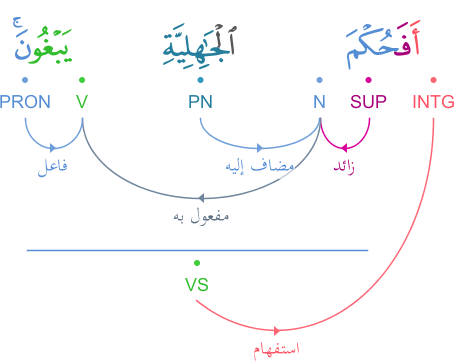 أَفَحُكْمَ ٱلْجَٰهِلِيَّةِ يَبْغُونَ ۚ
PRON V PN N SUP INTG
فاعل مضاف إليه زائد
مفعول به
VS
استفهام